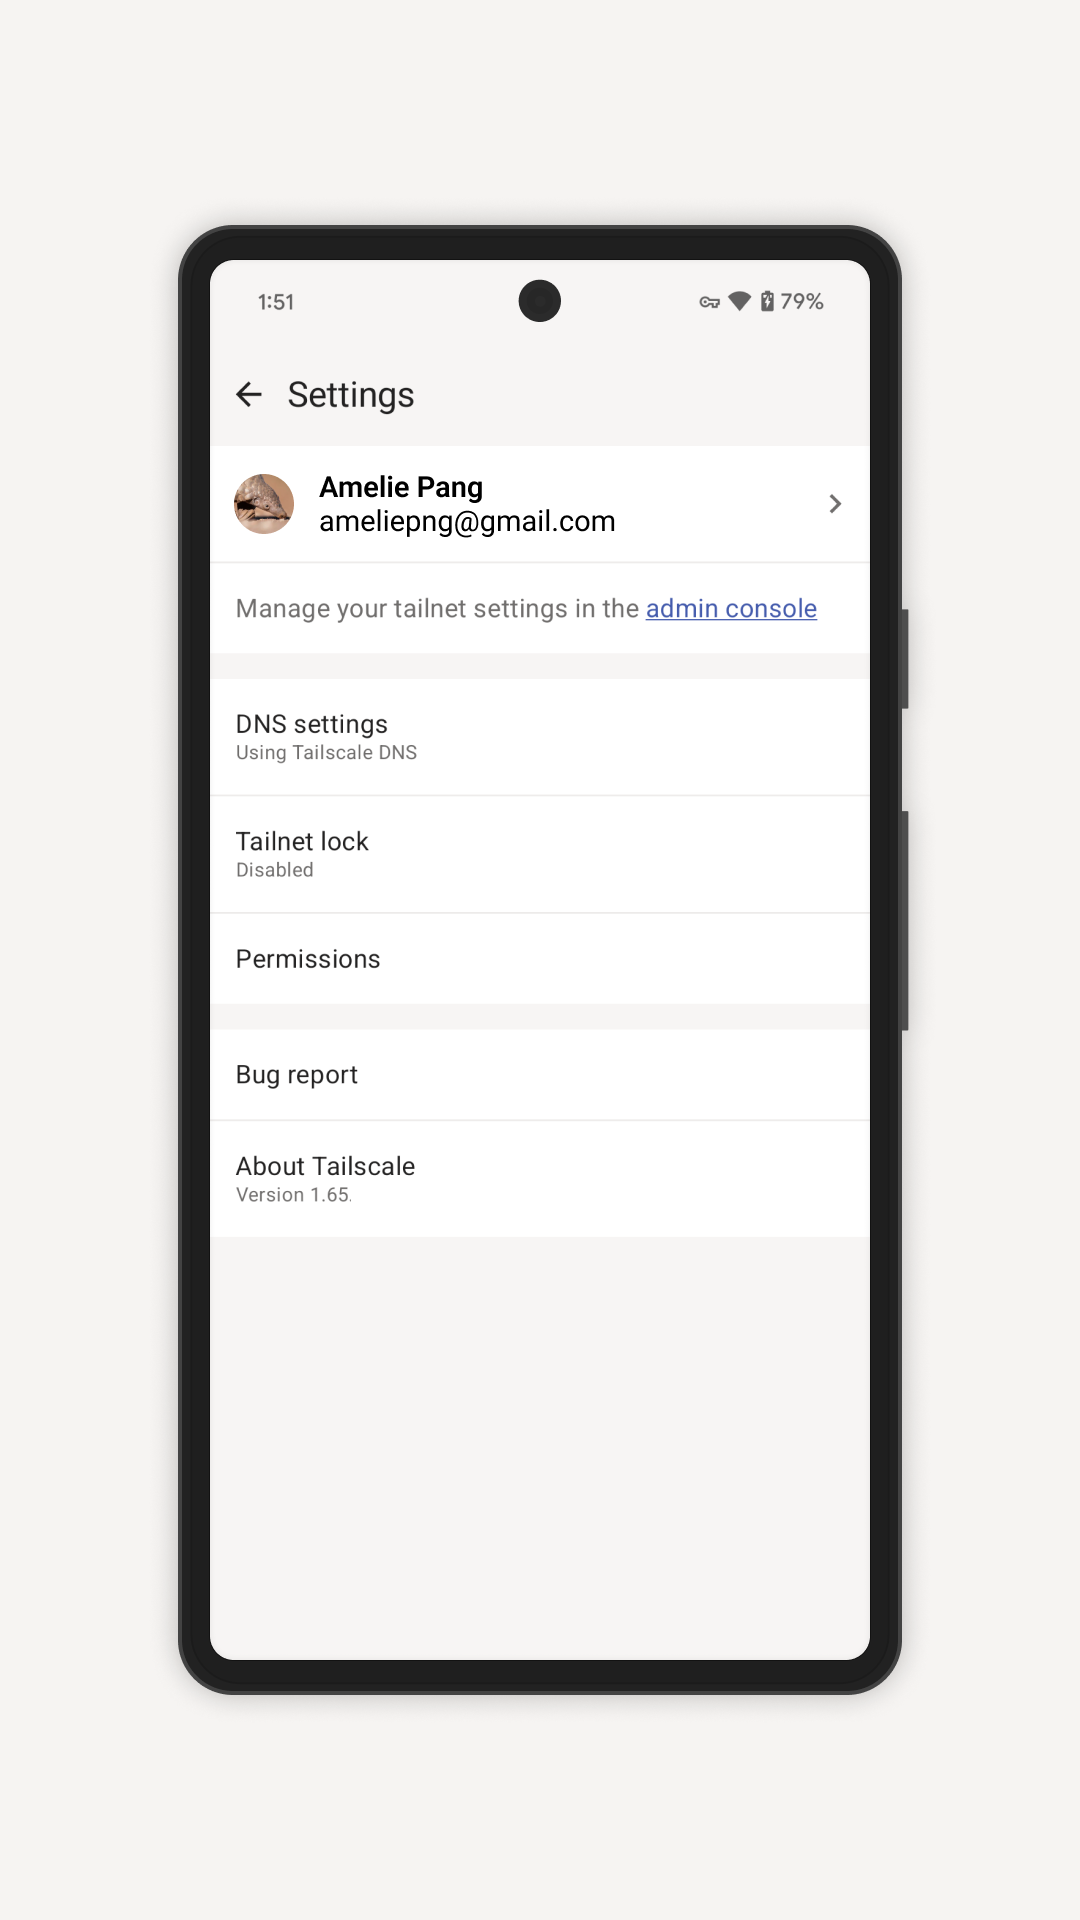 1:51
79%
Settings
Amelie Pang
ameliepng@gmail.com
Manage your tailnet settings in the admin console
DNS settings
Using Tailscale DNS
Tailnet lock
Disabled
Permissions
Bug report
About Tailscale
Version 1.65.